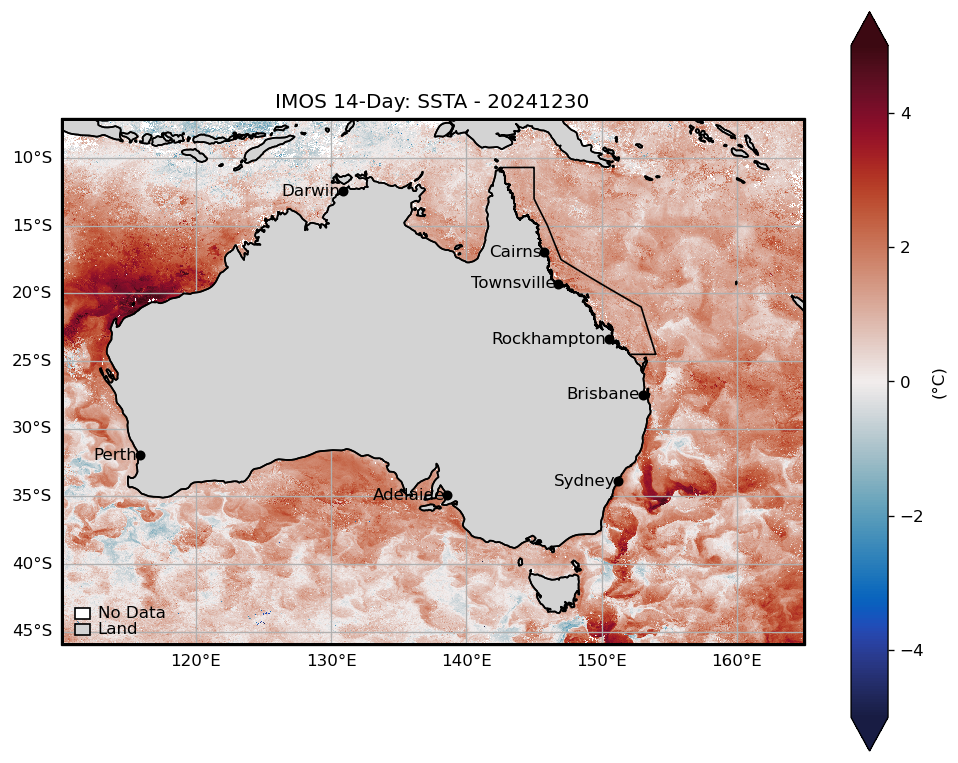 IMOS 14-Day: SSTA - 20241230
4
2
0
−2
−4
(°C)
10°S
15°S
20°S
25°S
30°S
35°S
40°S
45°S
Darwin
Cairns
Townsville
Rockhampton
Brisbane
Perth
Sydney
Adelaide
No Data
Land
120°E
130°E
140°E
150°E
160°E